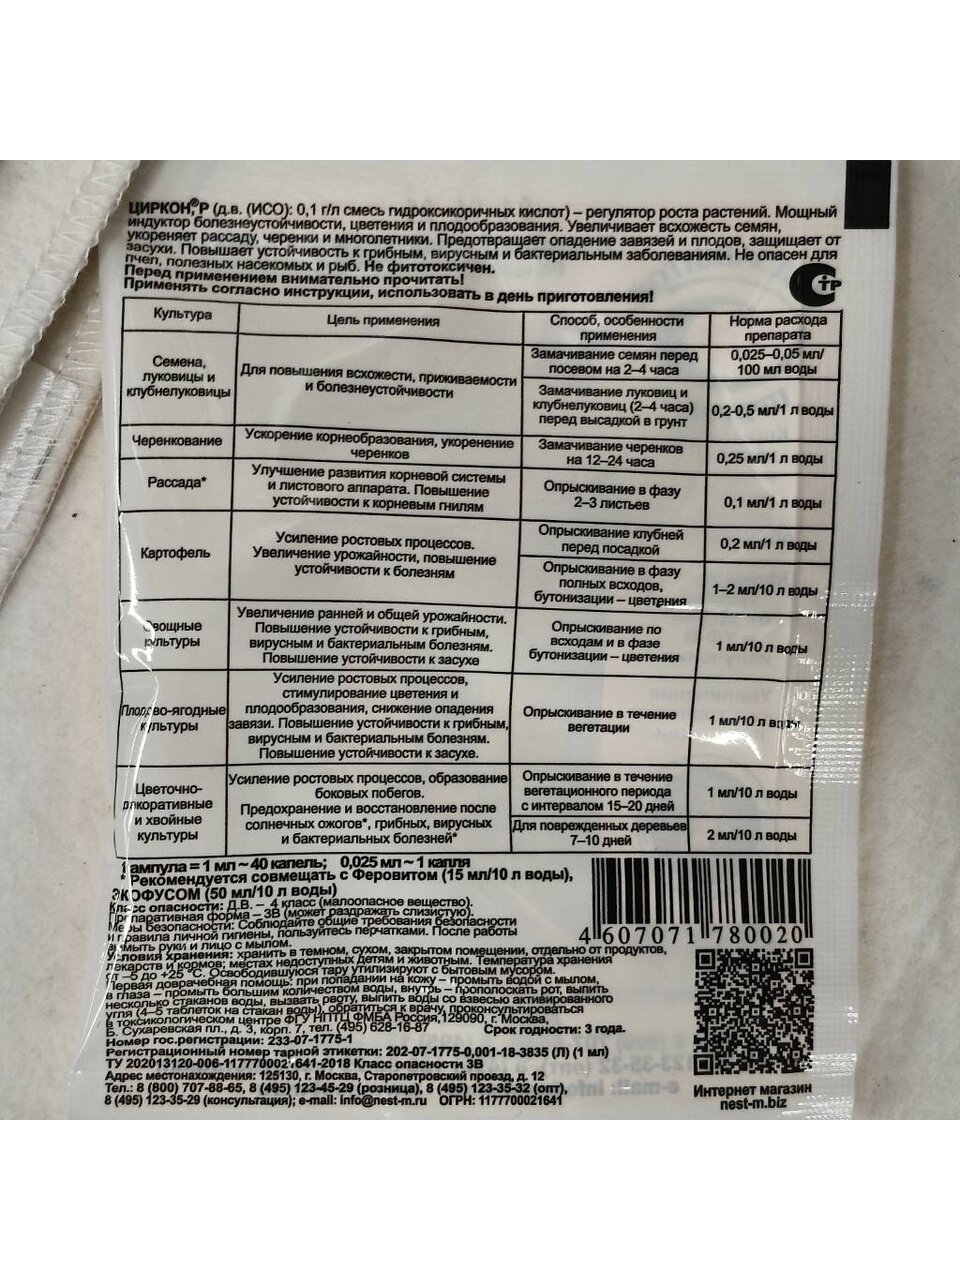 ЦИРКОН®,Р (д.в. (ИСО): 0,1 г/л смесь гидроксикоричных кислот) – регулятор роста растений. Мощный
индуктор болезнеустойчивости, цветения и плодообразования. Увеличивает всхожесть семян,
укореняет рассаду, черенки и многолетники. Предотвращает опадение завязей и плодов, защищает от
засухи. Повышает устойчивость к грибным, вирусным и бактериальным заболеваниям. Не опасен для
пчел, полезных насекомых и рыб. Не фитотоксичен.
Перед применением внимательно прочитать!
Применять согласно инструкции, использовать в день приготовления!
СТР
Культура
Цель применения
Способ, особенности
применения
Норма расхода
препарата
Семена,
луковицы и
клубнелуковицы
Для повышения всхожести, приживаемости
и болезнеустойчивости
Замачивание семян перед
посевом на 2–4 часа
0,025–0,05 мл/
100 мл воды
Замачивание луковиц и
клубнелуковиц (2–4 часа)
перед высадкой в грунт
0,2-0,5 мл/1 л воды
Черенкование
Ускорение корнеобразования, укоренение
черенков
Замачивание черенков
на 12–24 часа
0,25 мл/1 л воды
Рассада*
Улучшение развития корневой системы
и листового аппарата. Повышение
устойчивости к корневым гнилям
Опрыскивание в фазу
2–3 листьев
0,1 мл/1 л воды
Картофель
Усиление ростовых процессов.
Увеличение урожайности, повышение
устойчивости к болезням
Опрыскивание клубней
перед посадкой
0,2 мл/1 л воды
Опрыскивание в фазу
полных всходов,
бутонизации – цветения
1–2 мл/10 л воды
Овощные
культуры
Увеличение ранней и общей урожайности.
Повышение устойчивости к грибным,
вирусным и бактериальным болезням.
Повышение устойчивости к засухе
Опрыскивание по
всходам и в фазе
бутонизации – цветения
1 мл/10 л воды
Плодово-ягодные
культуры
Усиление ростовых процессов,
стимулирование цветения и
плодообразования, снижение опадения
завязи. Повышение устойчивости к грибным,
вирусным и бактериальным болезням.
Повышение устойчивости к засухе.
Опрыскивание в течение
вегетации
1 мл/10 л воды
Цветочно-
декоративные
и хвойные
культуры
Усиление ростовых процессов, образование
боковых побегов.
Предохранение и восстановление после
солнечных ожогов*, грибных, вирусных
и бактериальных болезней*
Опрыскивание в течение
вегетационного периода
с интервалом 15–20 дней
1 мл/10 л воды
Для поврежденных деревьев
7–10 дней
2 мл/10 л воды
1ампула = 1 мл ~ 40 капель; 0,025 мл ~ 1 капля
* Рекомендуется совмещать с Феровитом (15 мл/10 л воды),
ЭКОФУСОМ (50 мл/10 л воды)
Класс опасности: Д.В. – 4 класс (малоопасное вещество).
Препаративная форма – 3В (может раздражать слизистую).
Меры безопасности: Соблюдайте общие требования безопасности
и правила личной гигиены, пользуйтесь перчатками. После работы
вымыть руки и лицо с мылом.
Условия хранения: хранить в темном, сухом, закрытом помещении, отдельно от продуктов,
лекарств и кормов; местах недоступных детям и животным. Температура хранения
от –5 до +25 °С. Освободившуюся тару утилизируют с бытовым мусором.
Первая доврачебная помощь: при попадании на кожу – промыть водой с мылом,
в глаза – промыть большим количеством воды, внутрь – прополоскать рот, выпить
несколько стаканов воды, вызвать рвоту, выпить воды со взвесью активированного
угля (4–5 таблеток на стакан воды), обратиться к врачу, проконсультироваться
в токсикологическом центре ФГУ НПТЦ ФМБА России,129090, г. Москва,
Б. Сухаревская пл., д. 3, корп. 7, тел. (495) 628-16-87 Срок годности: 3 года.
Номер гос.регистрации: 233-07-1775-1
Регистрационный номер тарной этикетки: 202-07-1775-0,001-18-3835 (Л) (1 мл)
ТУ 202013120-006-1177700021641-2018 Класс опасности 3В
Адрес местонахождения: 125130, г. Москва, Старопетровский проезд, д. 12
Тел.: 8 (800) 707-88-65, 8 (495) 123-45-29 (розница), 8 (495) 123-35-32 (опт),
8 (495) 123-35-29 (консультация); e-mail: info@nest-m.ru ОГРН: 1177700021641
4 607071 780020
Интернет магазин
nest-m.biz